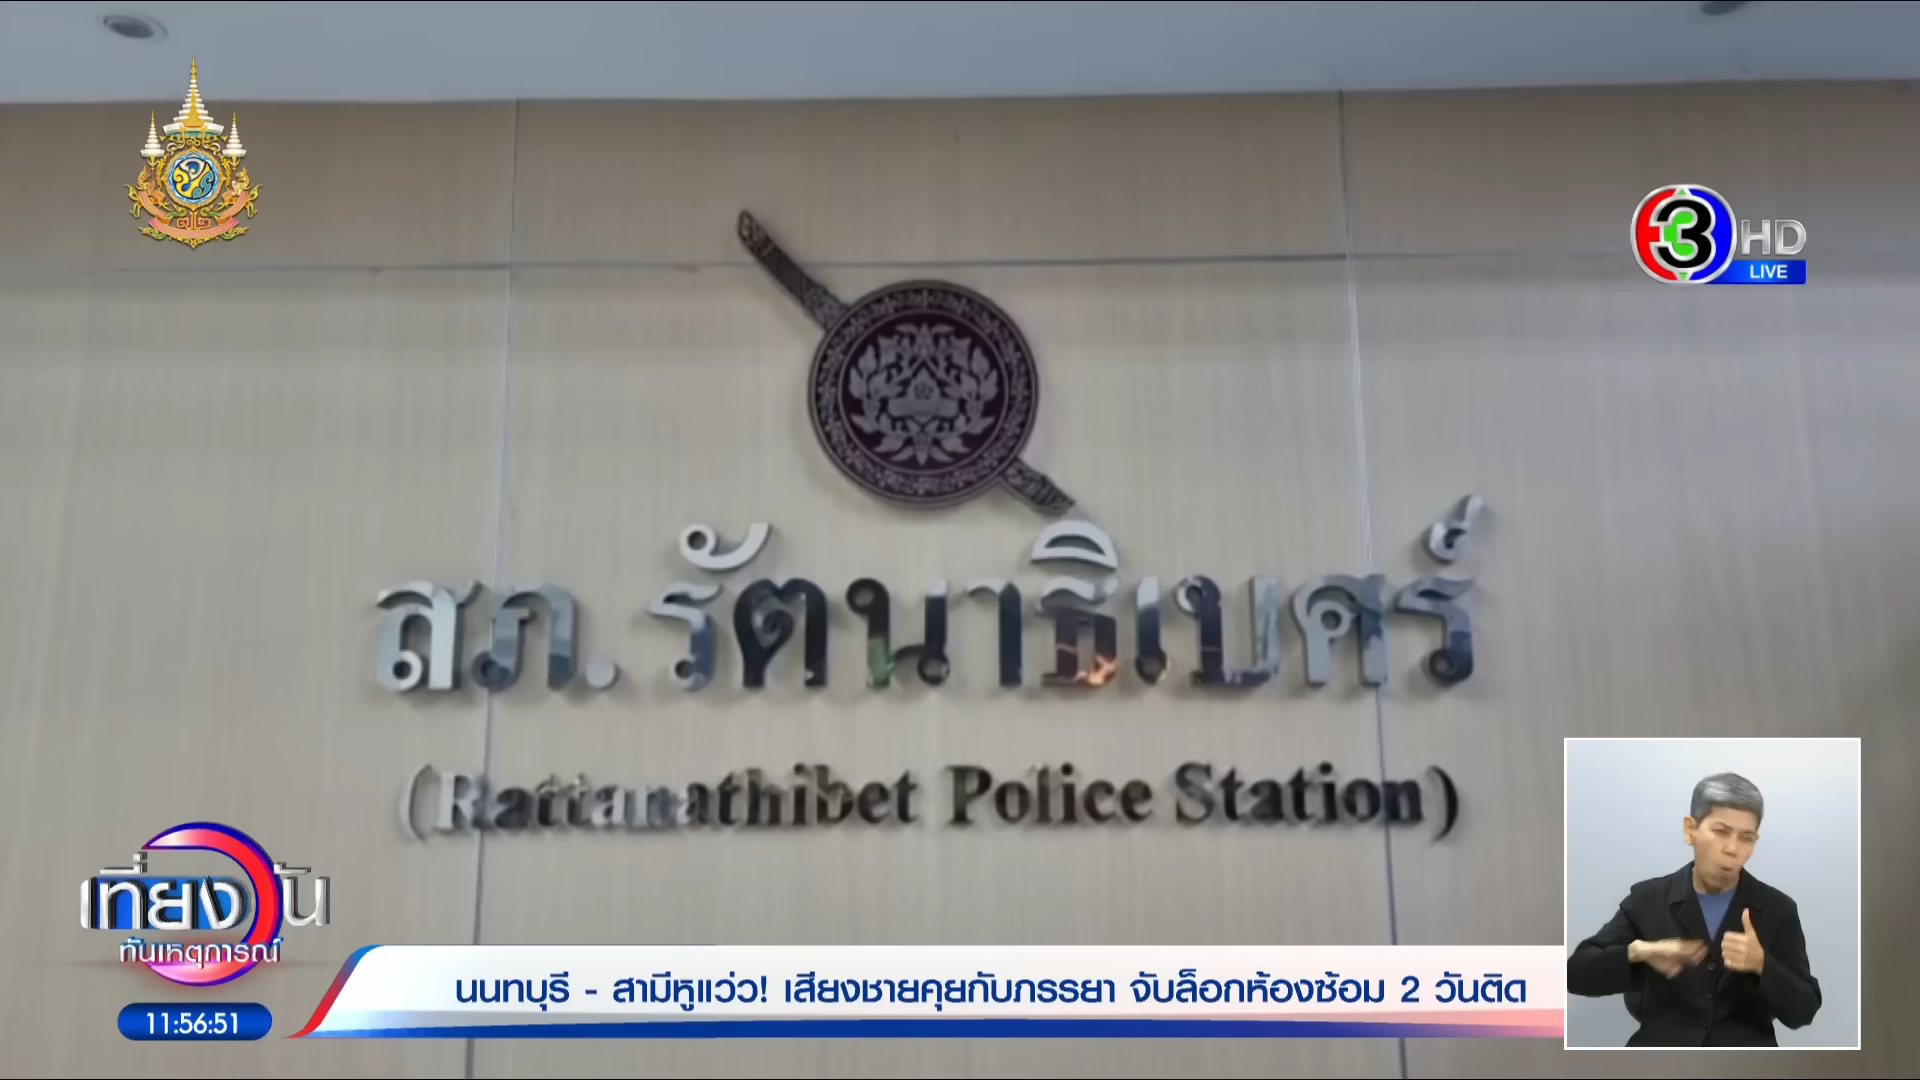 3 HD
LIVE
สภ.รัตนาธิเบศร์
(Rattanathibet Police Station)
เที่ยงวัน
ทันเหตุการณ์
นนทบุรี - สามีหูแว่ว! เสียงชายคุยกับภรรยา จับล็อกห้องซ้อม 2 วันติด
11:56:51